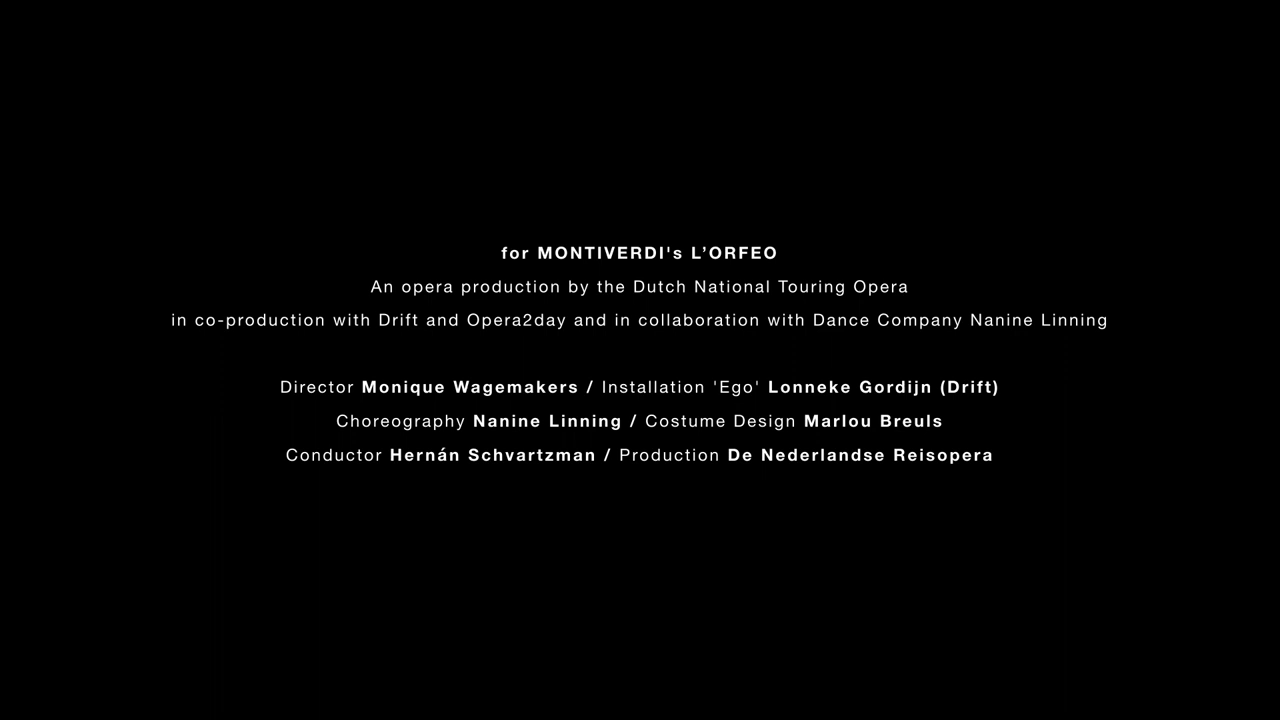 for MONTIVERDI's L’ORFEO
An opera production by the Dutch National Touring Opera
in co-production with Drift and Opera2day and in collaboration with Dance Company Nanine Linning
Director Monique Wagemakers / Installation 'Ego' Lonneke Gordijn (Drift)
Choreography Nanine Linning / Costume Design Marlou Breuls
Conductor Hernán Schvartzman / Production De Nederlandse Reisopera